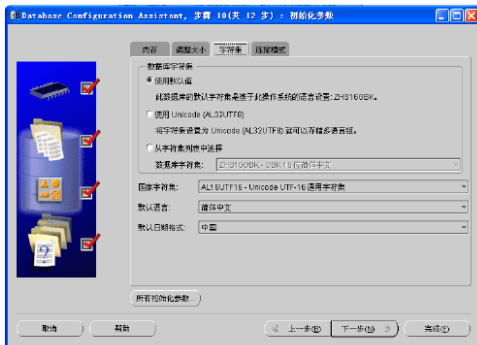 Database Configuration Assistant, 步骤 10(共 12 步) : 初始化参数
内存 调整大小 字符集 连接模式
数据库字符集
使用默认值
此数据库的默认字符集是基于此操作系统的语言设置: ZHS16GBK。
使用 Unicode (AL32UTF8)
将字符集设置为 Unicode (AL32UTF8) 就可以存储多语言组。
从字符列表中选择
数据库字符集: ZHS16GBK - GBK 16 位简体中文
国家字符集: AL16UTF16 - Unicode UTF-16 通用字符集
默认语言: 简体中文
默认日期格式: 中国
所有初始化参数...
取消 帮助 上一步(B) 下一步(N) 完成(F)